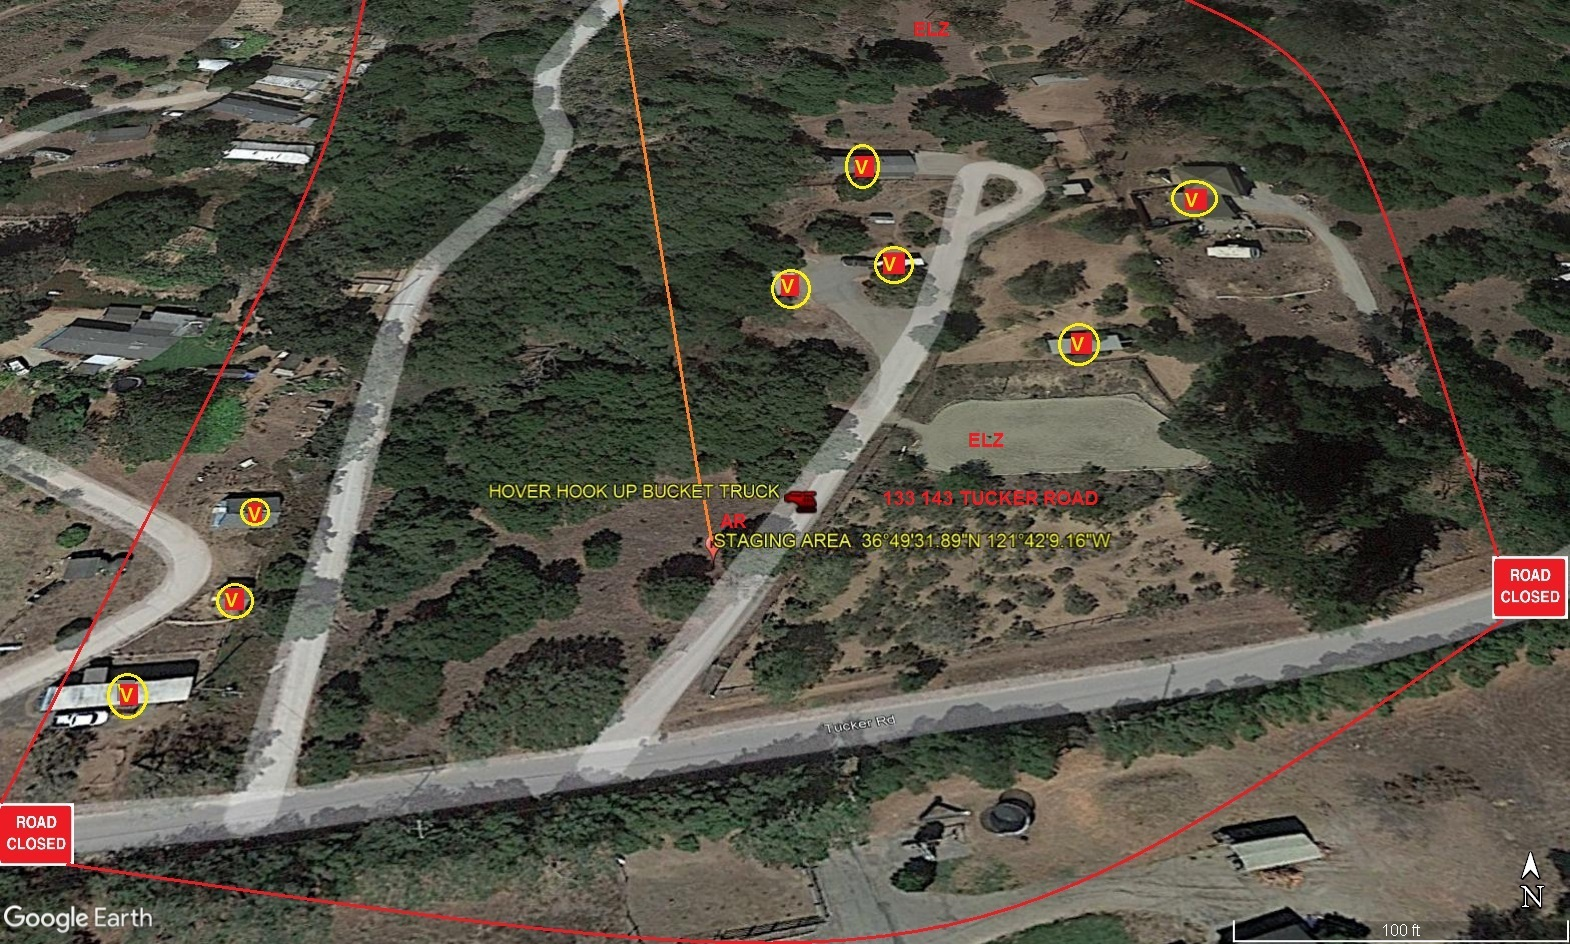 ELZ
V
V
V
V
V
ELZ
HOVER HOOK UP BUCKET TRUCK
133 143 TUCKER ROAD
V
AR
STAGING AREA 36°49'31.89"N 121°42'9.16"W
ROAD
CLOSED
V
V
Tucker Rd
ROAD
CLOSED
N
Google Earth
100 ft